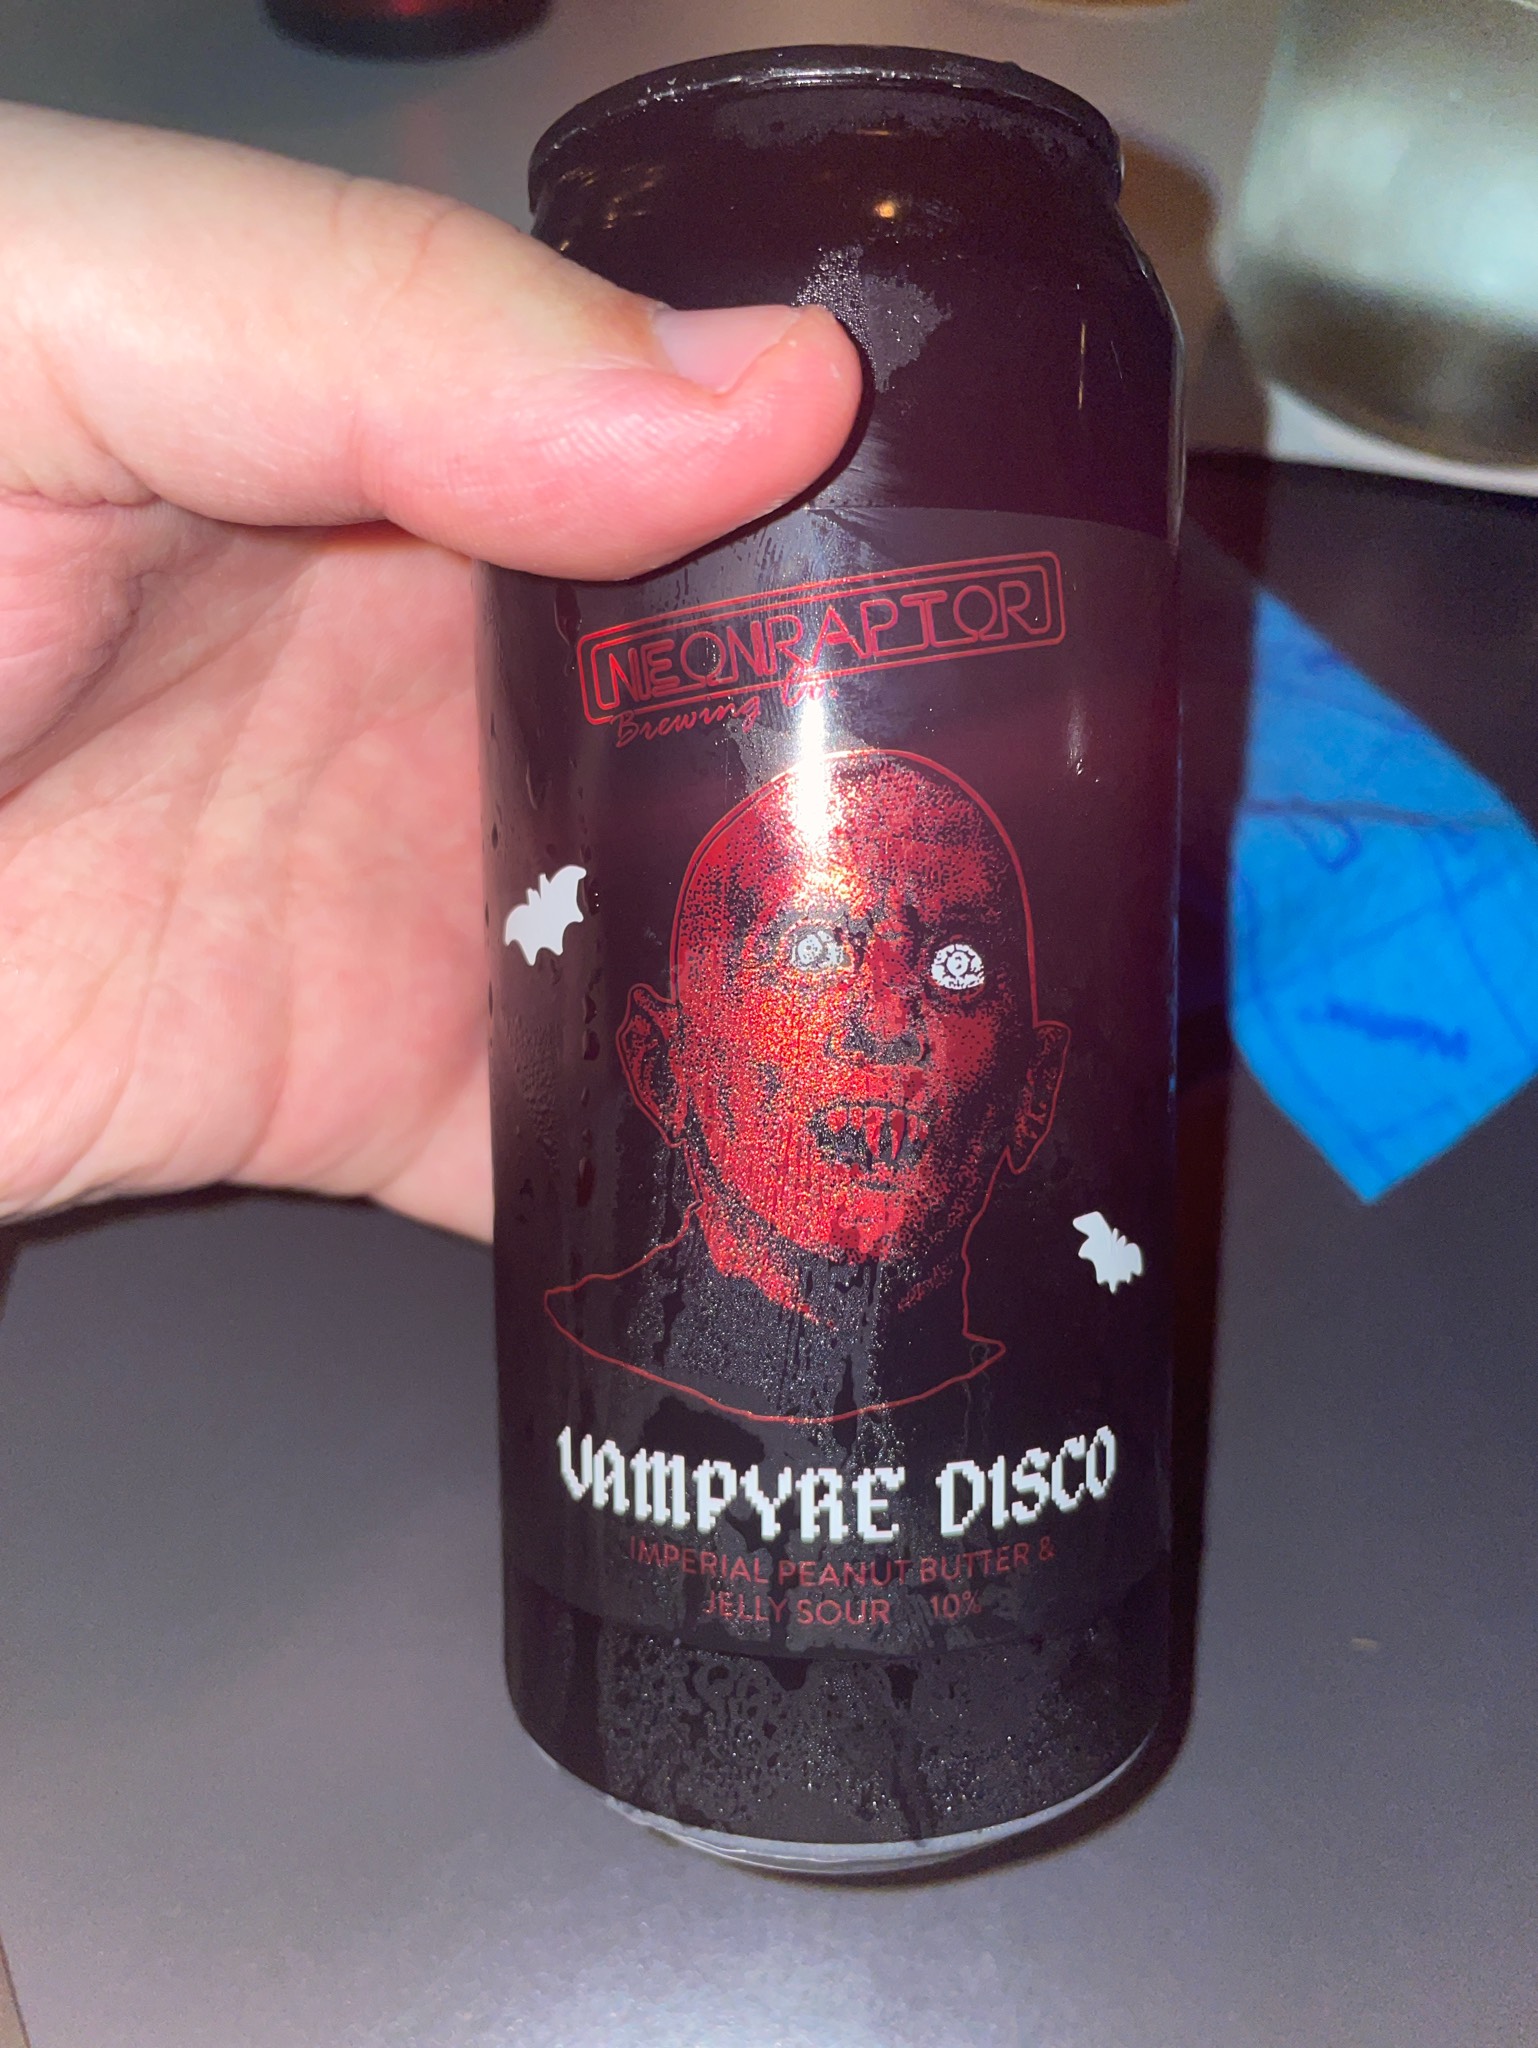 NEONRAPTOR
Brewing Co.
VAMPYRE DISCO
IMPERIAL PEANUT BUTTER &
JELLY SOUR 10%